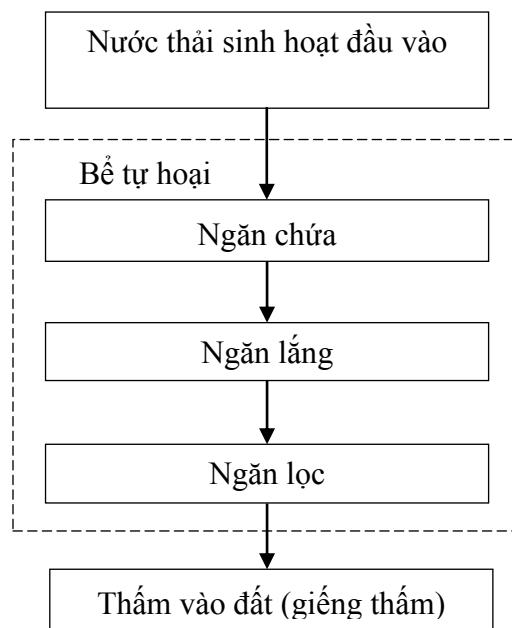 Nước thải sinh hoạt đầu vào
Bể tự hoại
Ngăn chứa
Ngăn lắng
Ngăn lọc
Thấm vào đất (giếng thấm)